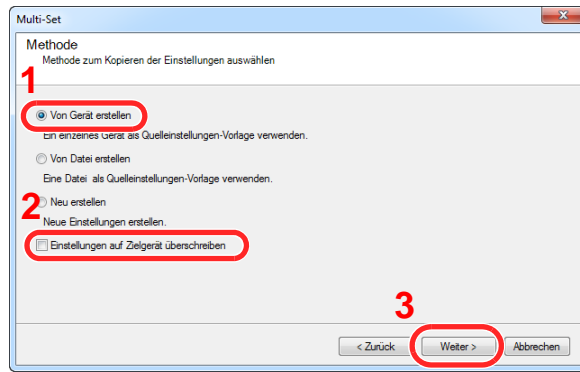 Multi-Set
Methode
Methode zum Kopieren der Einstellungen auswählen
1
Von Gerät erstellen
Ein einzelnes Gerät als Quelleinstellungen-Vorlage verwenden.
Von Datei erstellen
Eine Datei als Quelleinstellungen-Vorlage verwenden.
2
Neu erstellen
Neue Einstellungen erstellen.
Einstellungen auf Zielgerät überschreiben
3
< Zurück Weiter > Abbrechen